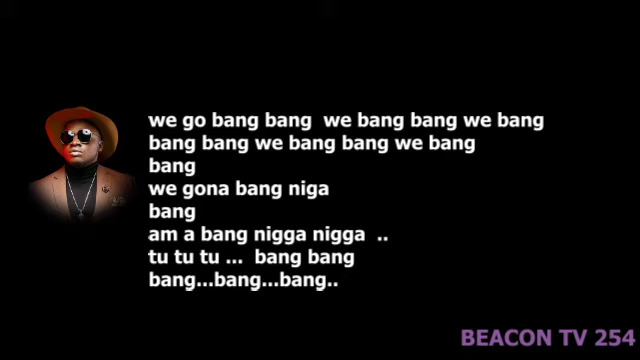 we go bang bang  we bang bang we bang
bang bang we bang bang we bang
bang
we gona bang niga
bang
am a bang nigga nigga  ..
tu tu tu ...  bang bang
bang...bang...bang..
BEACON TV 254